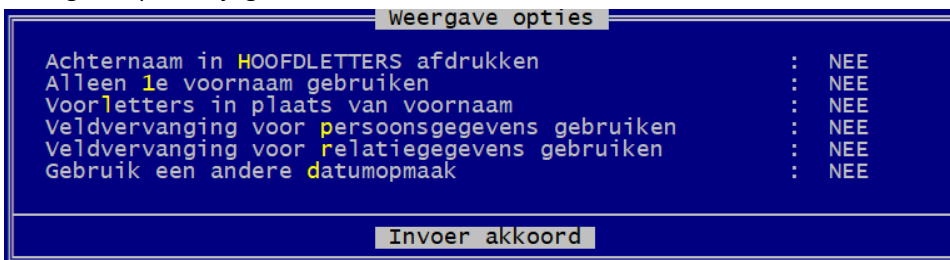 Weergave opties
Achternaam in HOOFDLETTERS afdrukken : NEE
Alleen 1e voornaam gebruiken : NEE
Voorletters in plaats van voornaam : NEE
Veldvervanging voor persoonsgegevens gebruiken : NEE
Veldvervanging voor relatiegegevens gebruiken : NEE
Gebruik een andere datumopmaak : NEE
Invoer akkoord